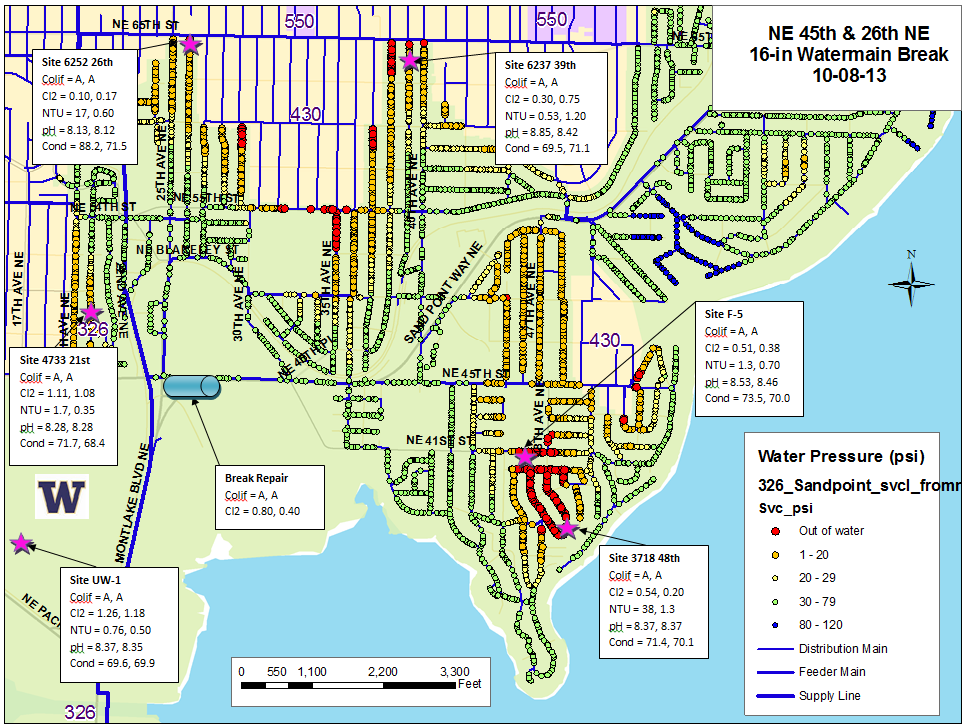 NE 45th & 26th NE
16-in Watermain Break
10-08-13
NE 65TH ST
550
550
Site 6252 26th
Colif = A, A
Cl2 = 0.10, 0.17
NTU = 17, 0.60
pH = 8.13, 8.12
Cond = 88.2, 71.5
Site 6237 39th
Colif = A, A
Cl2 = 0.30, 0.75
NTU = 0.53, 1.20
pH = 8.85, 8.42
Cond = 69.5, 71.1
430
25TH AVE NE
40TH AVE NE
NE 55TH ST
NE BLAKELEY ST
17TH AVE NE
30TH AVE NE
35TH AVE NE
SAND POINT WAY NE
47TH AVE NE
N
326
430
Site F-5
Colif = A, A
Cl2 = 0.51, 0.38
NTU = 1.3, 0.70
pH = 8.53, 8.46
Cond = 73.5, 70.0
Site 4733 21st
Colif = A, A
Cl2 = 1.11, 1.08
NTU = 1.7, 0.35
pH = 8.28, 8.28
Cond = 71.7, 68.4
NE 45TH ST
NE 41ST ST
Break Repair
Colif = A, A
Cl2 = 0.80, 0.40
W
MONTLAKE BLVD NE
Site UW-1
Colif = A, A
Cl2 = 1.26, 1.18
NTU = 0.76, 0.50
pH = 8.37, 8.35
Cond = 69.6, 69.9
NE PAC
Site 3718 48th
Colif = A, A
Cl2 = 0.54, 0.20
NTU = 38, 1.3
pH = 8.37, 8.37
Cond = 71.4, 70.1
Water Pressure (psi)
326_Sandpoint_svcl_fromr
Svc_psi
Out of water
1 - 20
20 - 29
30 - 79
80 - 120
Distribution Main
Feeder Main
Supply Line
0 550 1,100 2,200 3,300
Feet
326